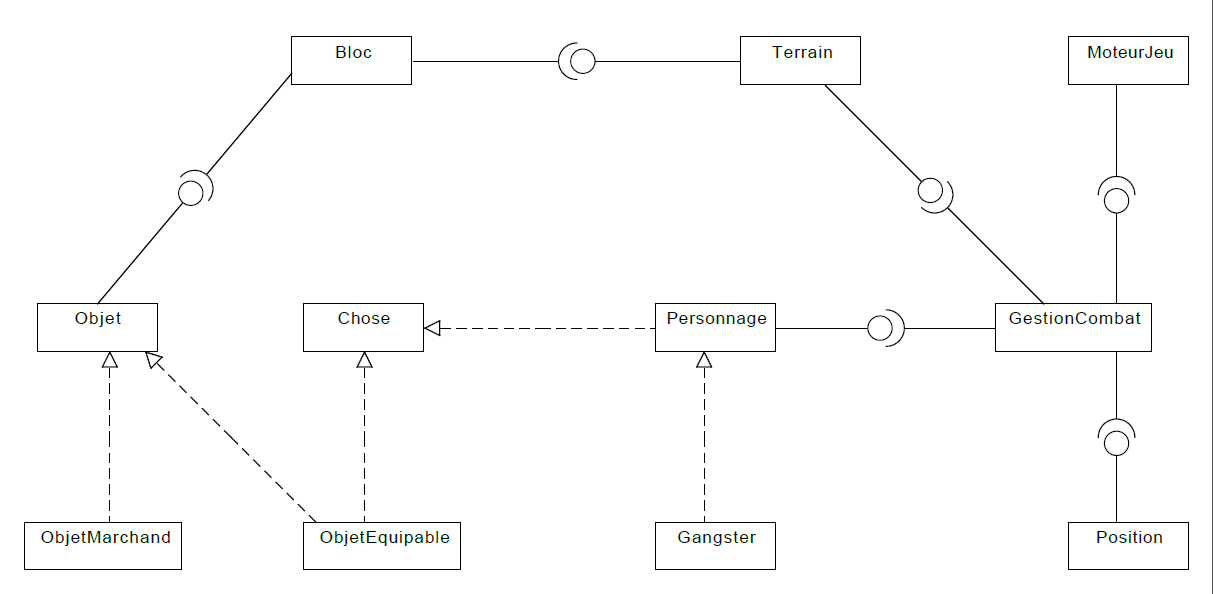 Bloc
Terrain
MoteurJeu
Objet
Chose
Personnage
GestionCombat
ObjetMarchand
ObjetEquipable
Gangster
Position